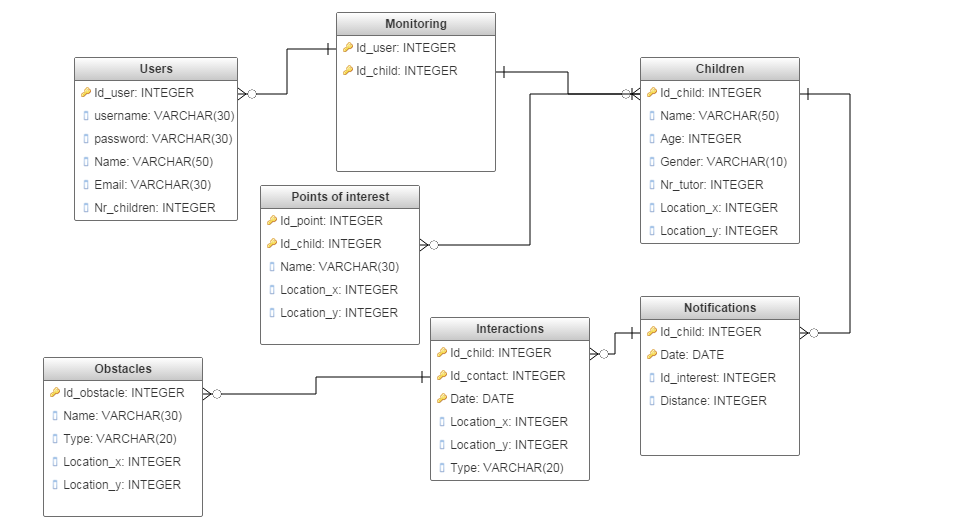 Monitoring
Id_user: INTEGER
Id_child: INTEGER
Users
Id_user: INTEGER
username: VARCHAR(30)
password: VARCHAR(30)
Name: VARCHAR(50)
Email: VARCHAR(30)
Nr_children: INTEGER
Children
Id_child: INTEGER
Name: VARCHAR(50)
Age: INTEGER
Gender: VARCHAR(10)
Nr_tutor: INTEGER
Location_x: INTEGER
Location_y: INTEGER
Points of interest
Id_point: INTEGER
Id_child: INTEGER
Name: VARCHAR(30)
Location_x: INTEGER
Location_y: INTEGER
Notifications
Id_child: INTEGER
Date: DATE
Id_interest: INTEGER
Distance: INTEGER
Interactions
Id_child: INTEGER
Id_contact: INTEGER
Date: DATE
Location_x: INTEGER
Location_y: INTEGER
Type: VARCHAR(20)
Obstacles
Id_obstacle: INTEGER
Name: VARCHAR(30)
Type: VARCHAR(20)
Location_x: INTEGER
Location_y: INTEGER